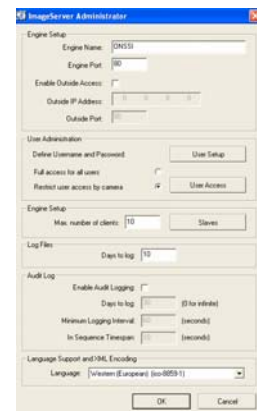 ImageServer Administrator
Engine Setup
Engine Name: ONSSI
Engine Port: 80
Enable Outside Access:
Outside IP Address:
Outside Port:
User Administration
Define Username and Password: User Setup
Full access for all users:
Restrict user access by camera: User Access
Engine Setup
Max. number of clients: 10 Slaves
Log Files
Days to log: 10
Audit Log
Enable Audit Logging:
Days to log: (0 for infinite)
Minimum Logging Interval: (seconds)
In Sequence Timespan: (seconds)
Language Support and XML Encoding
Language: Western (European) (iso-8859-1)
OK Cancel